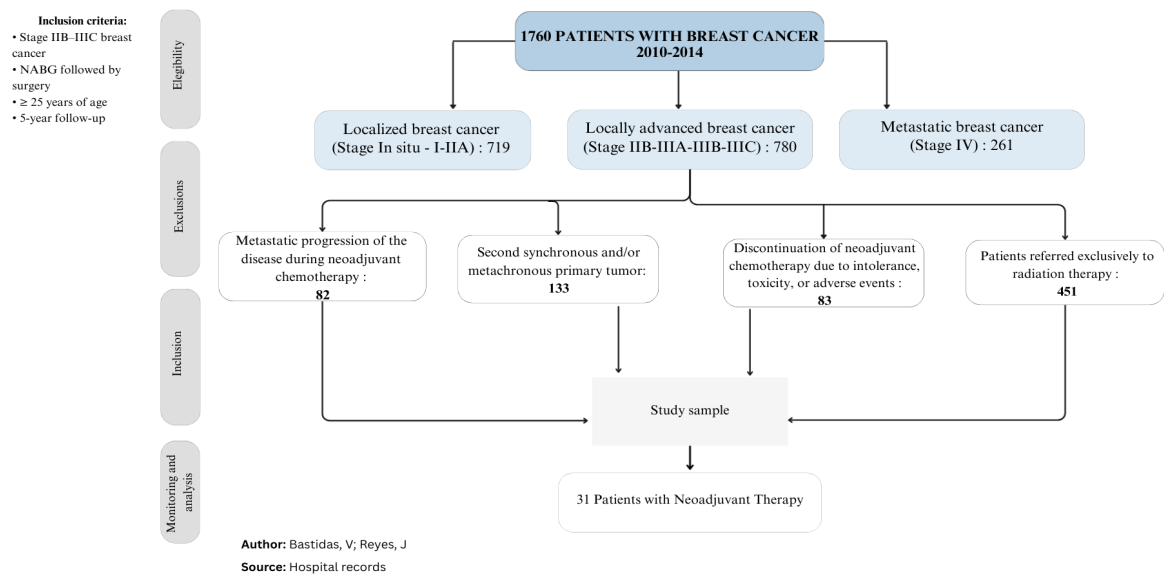 Inclusion criteria:
• Stage IIB–IIIC breast
cancer
• NABG followed by
surgery
• ≥ 25 years of age
• 5-year follow-up
Elegibility
1760 PATIENTS WITH BREAST CANCER
2010-2014
Localized breast cancer
(Stage In situ - I-IIA) : 719
Locally advanced breast cancer
(Stage IIB-IIIA-IIIB-IIIC) : 780
Metastatic breast cancer
(Stage IV) : 261
Exclusions
Metastatic progression of the
disease during neoadjuvant
chemotherapy :
82
Second synchronous and/or
metachronous primary tumor:
133
Discontinuation of neoadjuvant
chemotherapy due to intolerance,
toxicity, or adverse events :
83
Patients referred exclusively to
radiation therapy :
451
Inclusion
Study sample
Monitoring and
analysis
31 Patients with Neoadjuvant Therapy
Author: Bastidas, V; Reyes, J
Source: Hospital records